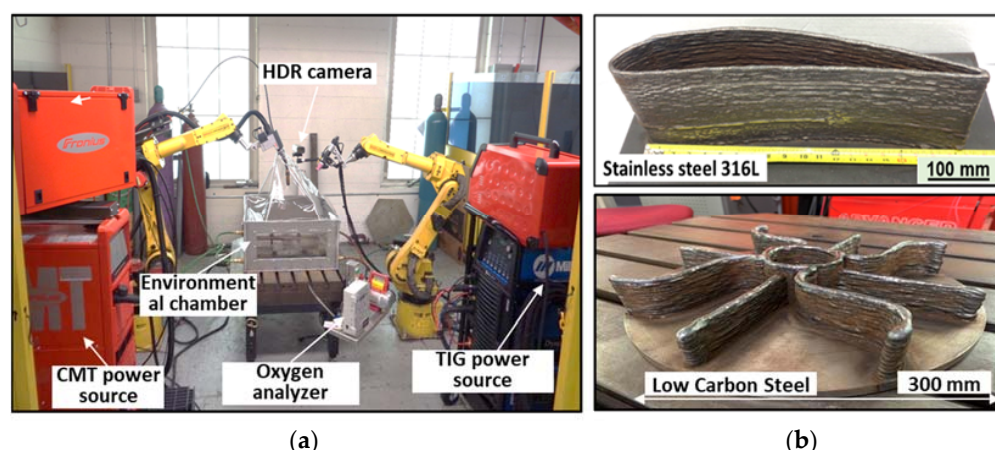 HDR camera
Fronius
Environment
al chamber
CMT power
source
Oxygen
analyzer
TIG power
source
Stainless steel 316L
100 mm
Low Carbon Steel
300 mm
(a)
(b)